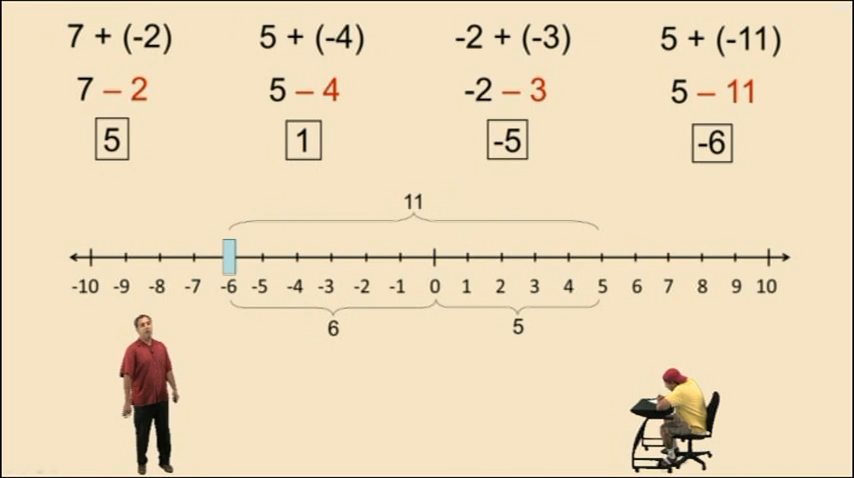 7 + (-2) 5 + (-4) -2 + (-3) 5 + (-11)
7 – 2 5 – 4 -2 – 3 5 – 11
5 1 -5 -6
11
-10 -9 -8 -7 -6 -5 -4 -3 -2 -1 0 1 2 3 4 5 6 7 8 9 10
6 5